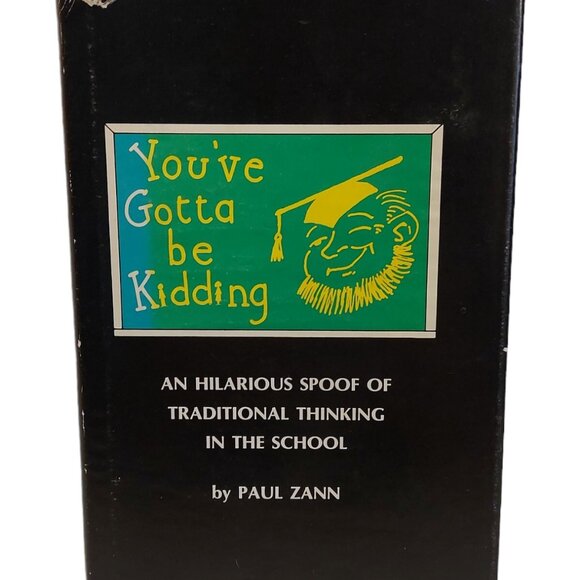 You've
Gotta
be
Kidding
AN HILARIOUS SPOOF OF
TRADITIONAL THINKING
IN THE SCHOOL
by PAUL ZANN